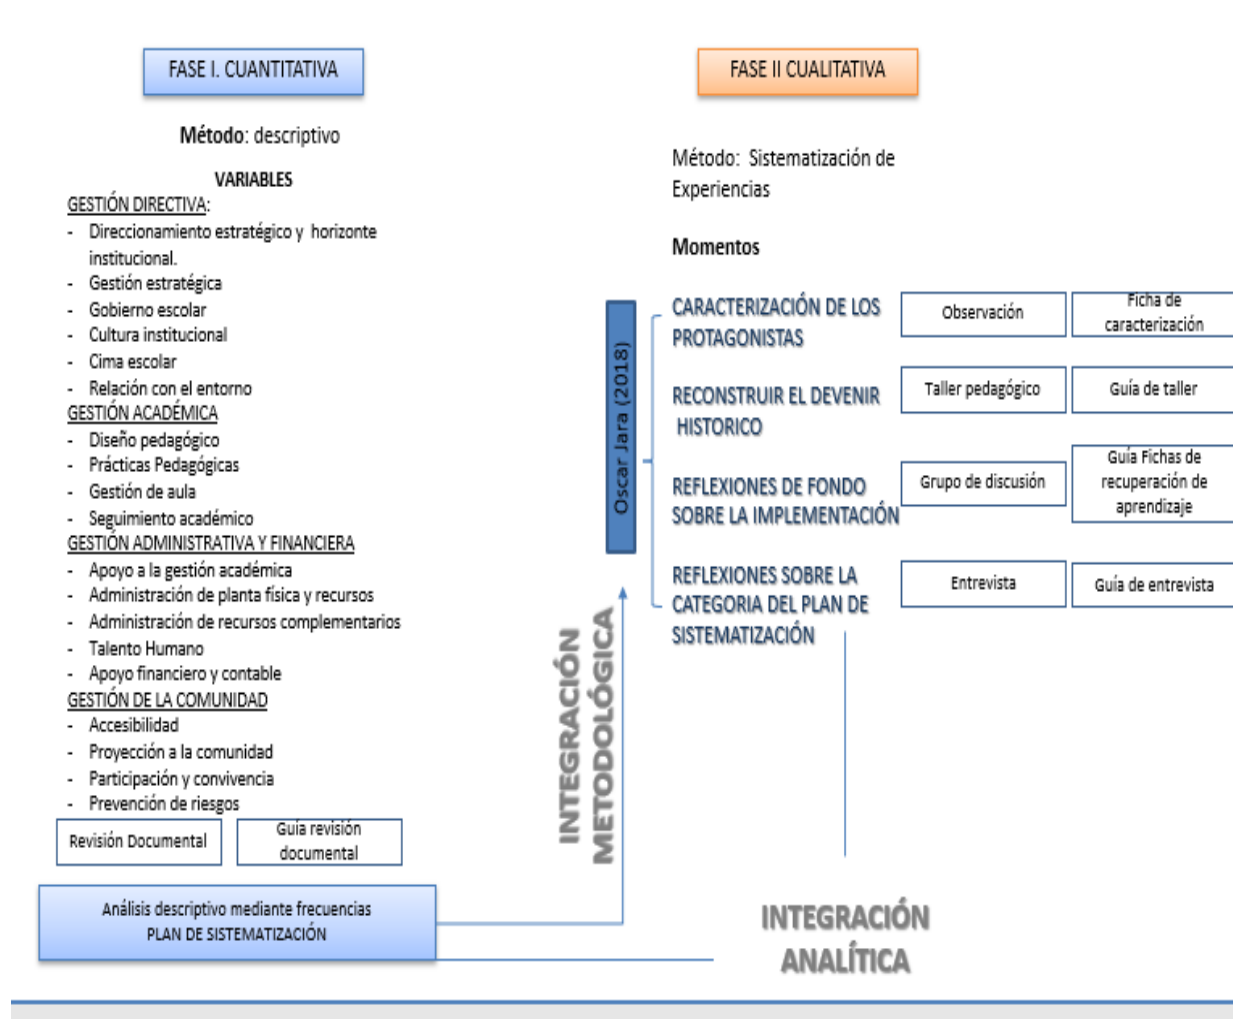 FASE I. CUANTITATIVA
Método: descriptivo
VARIABLES
GESTIÓN DIRECTIVA:
- Direccionamiento estratégico y horizonte
institucional.
- Gestión estratégica
- Gobierno escolar
- Cultura institucional
- Cima escolar
- Relación con el entorno
GESTIÓN ACADÉMICA
- Diseño pedagógico
- Prácticas Pedagógicas
- Gestión de aula
- Seguimiento académico
GESTIÓN ADMINISTRATIVA Y FINANCIERA
- Apoyo a la gestión académica
- Administración de planta física y recursos
- Administración de recursos complementarios
- Talento Humano
- Apoyo financiero y contable
GESTIÓN DE LA COMUNIDAD
- Accesibilidad
- Proyección a la comunidad
- Participación y convivencia
- Prevención de riesgos
Revisión Documental
Guía revisión
documental
Análisis descriptivo mediante frecuencias
PLAN DE SISTEMATIZACIÓN
INTEGRACIÓN
METODOLÓGICA
FASE II CUALITATIVA
Método: Sistematización de
Experiencias
Momentos
Oscar Jara (2018)
CARACTERIZACIÓN DE LOS
PROTAGONISTAS
Observación
Ficha de
caracterización
RECONSTRUIR EL DEVENIR
HISTORICO
Taller pedagógico
Guía de taller
REFLEXIONES DE FONDO
SOBRE LA IMPLEMENTACIÓN
Grupo de discusión
Guía Fichas de
recuperación de
aprendizaje
REFLEXIONES SOBRE LA
CATEGORIA DEL PLAN DE
SISTEMATIZACIÓN
Entrevista
Guía de entrevista
INTEGRACIÓN
ANALÍTICA